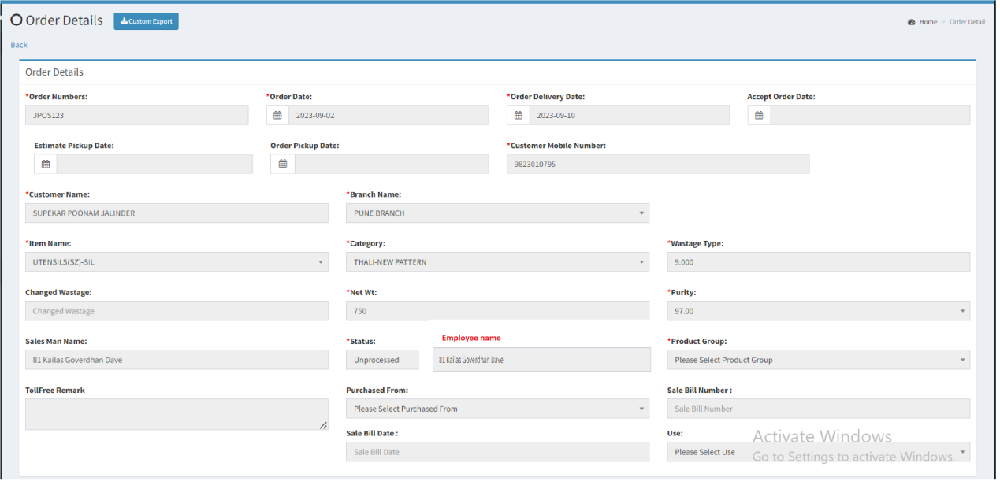 Order Details
Custom Export
Home > Order Detail
Back
Order Details
*Order Numbers: *Order Date: *Order Delivery Date: Accept Order Date:
JPOS123 2023-09-02 2023-09-10
Estimate Pickup Date: Order Pickup Date: *Customer Mobile Number:
9823010795
*Customer Name: *Branch Name:
SUPEKAR POONAM JALINDER PUNE BRANCH
*Item Name: *Category: *Wastage Type:
UTENSILS(SZ)-SIL THALI-NEW PATTERN 9.000
Changed Wastage: *Net Wt: *Purity:
Changed Wastage 750 97.00
Sales Man Name: *Status: Employee name *Product Group:
81 Kailas Goverdhan Dave Unprocessed 81 Kailas Goverdhan Dave Please Select Product Group
TollFree Remark Purchased From: Sale Bill Number :
Please Select Purchased From Sale Bill Number
Sale Bill Date : Use:
Sale Bill Date Please Select Use
Activate Windows
Go to Settings to activate Windows.